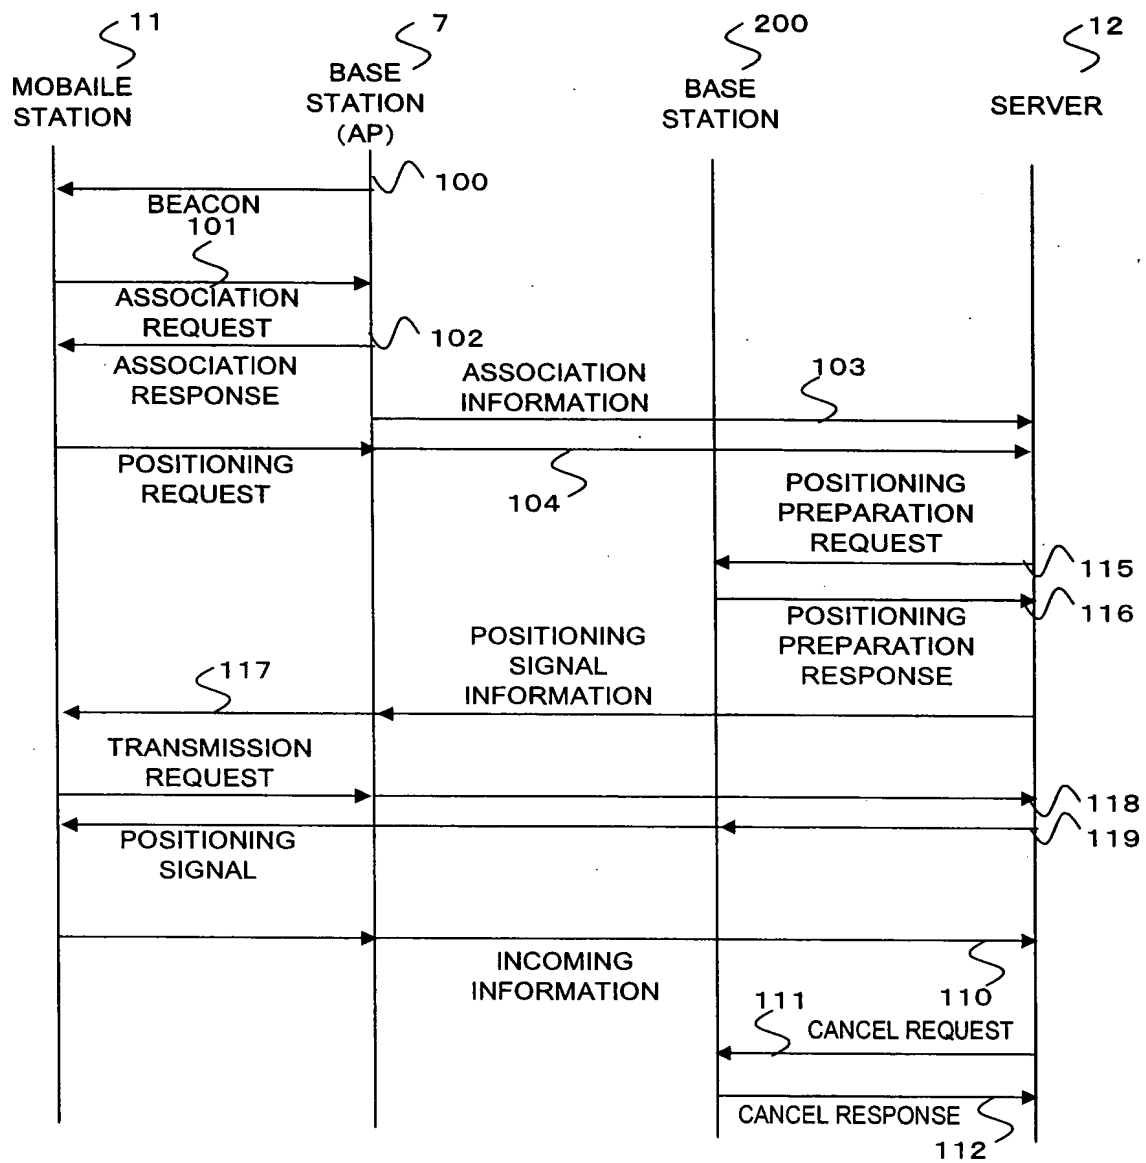 11
7
200
12
MOBAILE
STATION
BASE
STATION
(AP)
BASE
STATION
SERVER
100
BEACON
101
ASSOCIATION
REQUEST
102
ASSOCIATION
RESPONSE
ASSOCIATION
INFORMATION
103
POSITIONING
REQUEST
104
POSITIONING
PREPARATION
REQUEST
115
116
POSITIONING
PREPARATION
RESPONSE
POSITIONING
SIGNAL
INFORMATION
117
TRANSMISSION
REQUEST
118
119
POSITIONING
SIGNAL
INCOMING
INFORMATION
110
111
CANCEL REQUEST
CANCEL RESPONSE
112